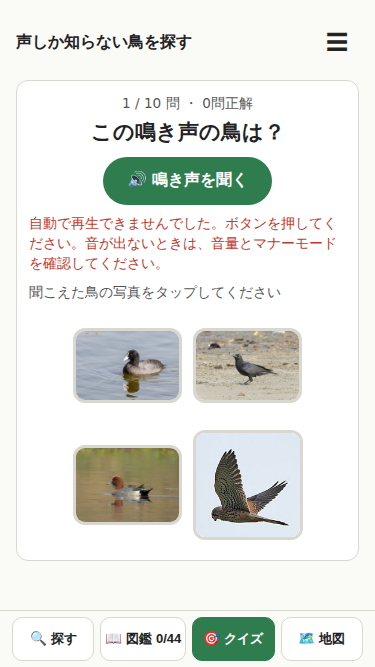 声しか知らない鳥を探す
1 / 10 問 ・ 0問正解
この鳴き声の鳥は？
🔊 鳴き声を聞く
自動で再生できませんでした。ボタンを押してく
ださい。音が出ないときは、音量とマナーモード
を確認してください。
聞こえた鳥の写真をタップしてください
🔍 探す
📖 図鑑 0/44
🎯 クイズ
🗺️ 地図